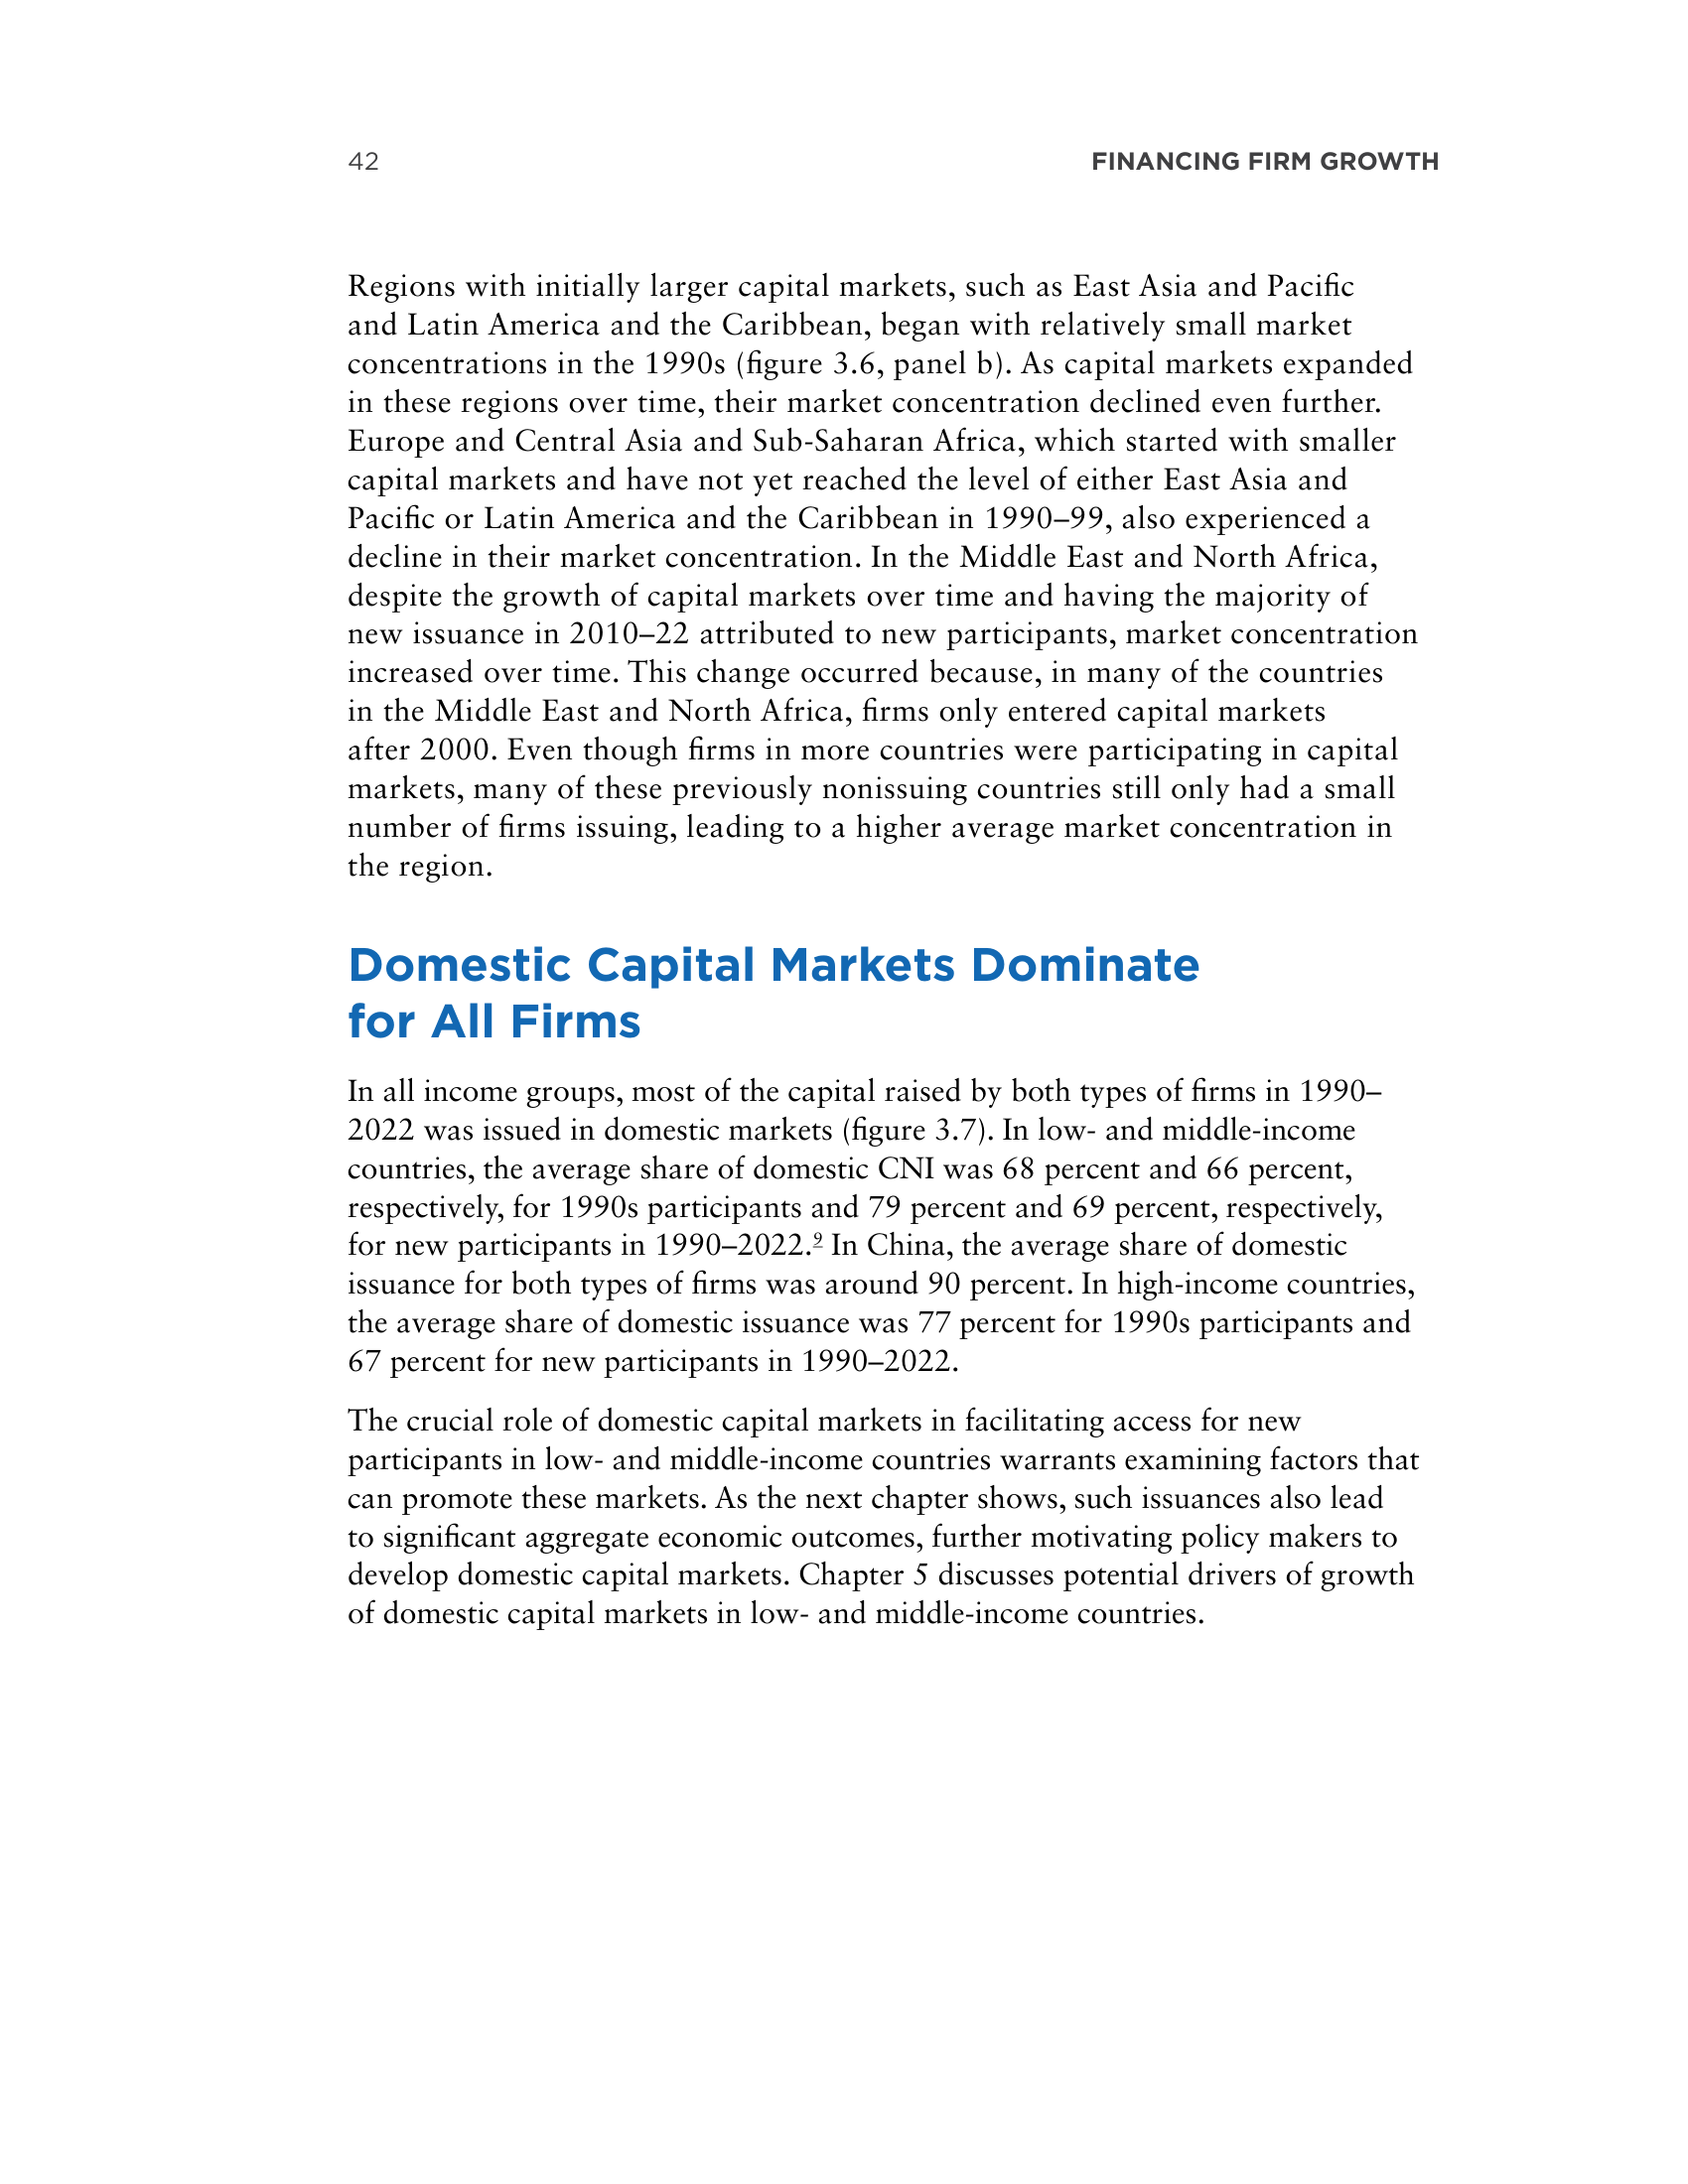 42
FINANCING FIRM GROWTH
Regions with initially larger capital markets, such as East Asia and Pacific
and Latin America and the Caribbean, began with relatively small market
concentrations in the 1990s (figure 3.6, panel b). As capital markets expanded
in these regions over time, their market concentration declined even further.
Europe and Central Asia and Sub-Saharan Africa, which started with smaller
capital markets and have not yet reached the level of either East Asia and
Pacific or Latin America and the Caribbean in 1990–99, also experienced a
decline in their market concentration. In the Middle East and North Africa,
despite the growth of capital markets over time and having the majority of
new issuance in 2010–22 attributed to new participants, market concentration
increased over time. This change occurred because, in many of the countries
in the Middle East and North Africa, firms only entered capital markets
after 2000. Even though firms in more countries were participating in capital
markets, many of these previously nonissuing countries still only had a small
number of firms issuing, leading to a higher average market concentration in
the region.
Domestic Capital Markets Dominate
for All Firms
In all income groups, most of the capital raised by both types of firms in 1990–
2022 was issued in domestic markets (figure 3.7). In low- and middle-income
countries, the average share of domestic CNI was 68 percent and 66 percent,
respectively, for 1990s participants and 79 percent and 69 percent, respectively,
for new participants in 1990–2022.9 In China, the average share of domestic
issuance for both types of firms was around 90 percent. In high-income countries,
the average share of domestic issuance was 77 percent for 1990s participants and
67 percent for new participants in 1990–2022.
The crucial role of domestic capital markets in facilitating access for new
participants in low- and middle-income countries warrants examining factors that
can promote these markets. As the next chapter shows, such issuances also lead
to significant aggregate economic outcomes, further motivating policy makers to
develop domestic capital markets. Chapter 5 discusses potential drivers of growth
of domestic capital markets in low- and middle-income countries.